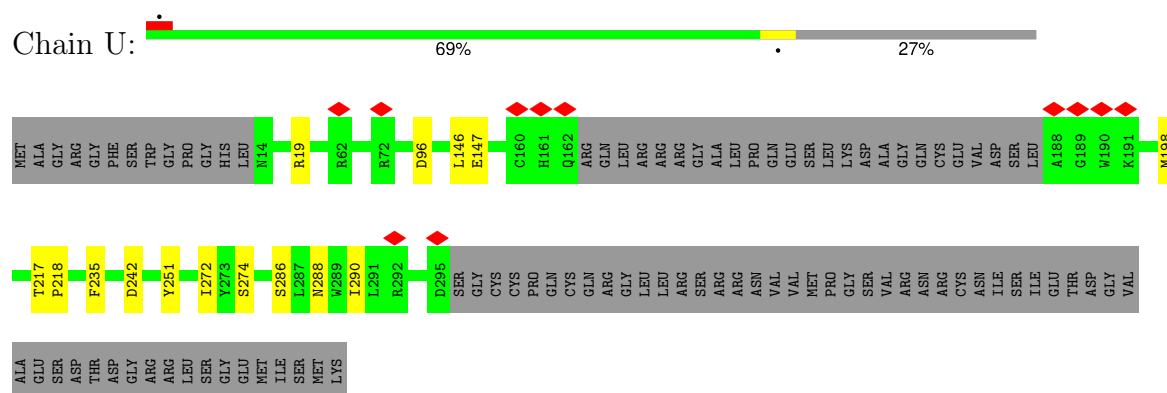 Chain U:
69%
27%
MET ALA GLY ARG GLY PHE SER TRP GLY PRO GLY HIS LEU N14 R19 R62 R72 D96 L146 E147 C160 H161 Q162 ARG GLN LEU ARG ARG ARG GLY ALA LEU PRO GLN GLU SER LEU LYS ASP ALA GLY GLN CYS GLU VAL ASP SER LEU A188 G189 W190 K191 M198
T217 P218 F235 D242 Y251 I272 Y273 S274 S286 L287 N288 W289 I290 L291 R292 D295 SER GLY CYS CYS PRO GLN CYS GLN ARG GLY LEU LEU ARG SER ARG ARG ASN VAL VAL MET PRO GLY SER VAL ARG ASN ARG CYS ASN ILE SER ILE GLU THR ASP GLY VAL
ALA GLU SER ASP THR ASP GLY ARG ARG LEU SER GLY GLU MET ILE SER MET LYS